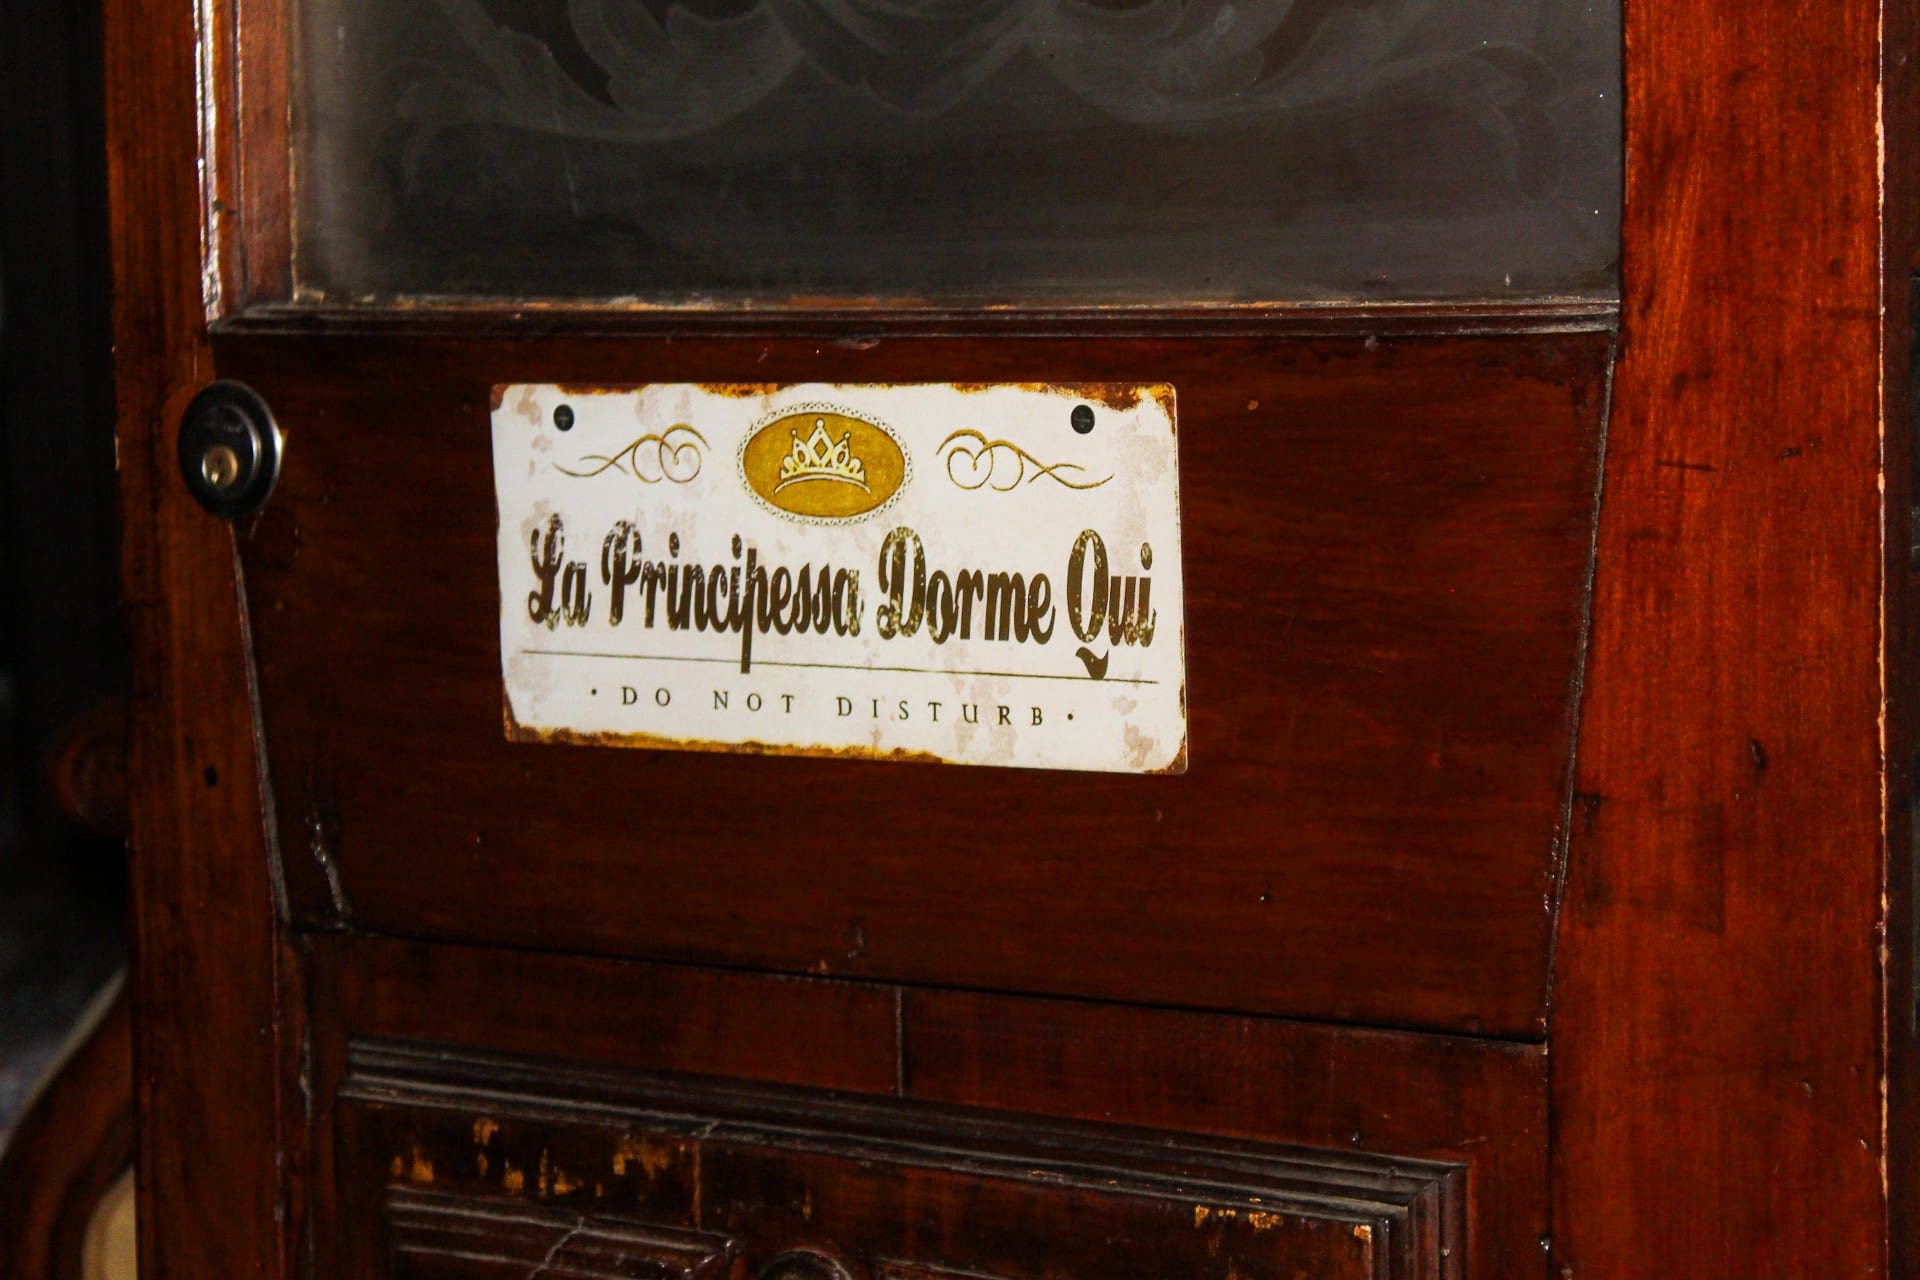 La Principessa Dorme Qui
• DO NOT DISTURB •